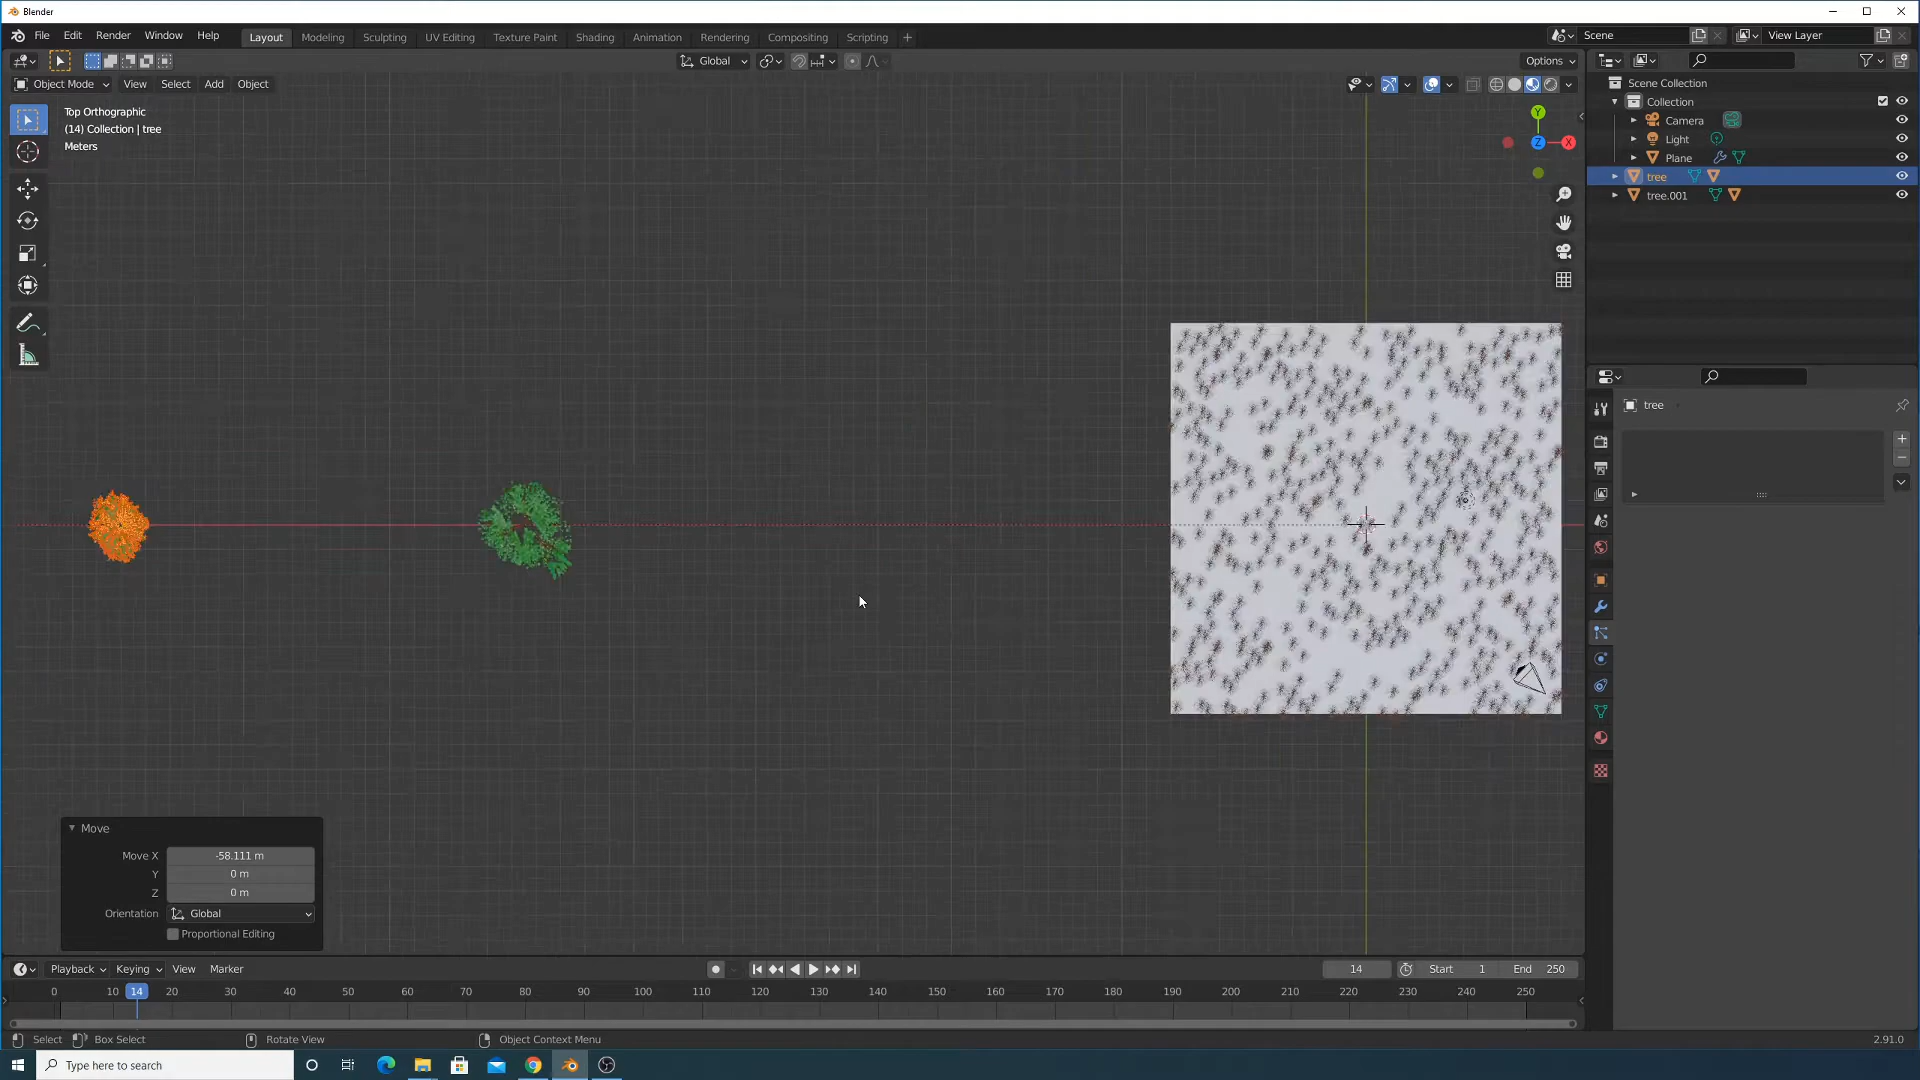 Blender
File Edit Render Window Help
Layout Modeling Sculpting UV Editing Texture Paint Shading Animation Rendering Compositing Scripting +
Scene
View Layer
Global
Options
Object Mode View Select Add Object
Top Orthographic
(14) Collection | tree
Meters
Y
Z
X
Scene Collection
Collection
Camera
Light
Plane
tree
tree.001
tree
Move
Move X -58.111 m
Y 0 m
Z 0 m
Orientation Global
Proportional Editing
Playback Keying View Marker
14 Start 1 End 250
0 10 14 20 30 40 50 60 70 80 90 100 110 120 130 140 150 160 170 180 190 200 210 220 230 240 250
Select Box Select Rotate View Object Context Menu 2.91.0
Type here to search